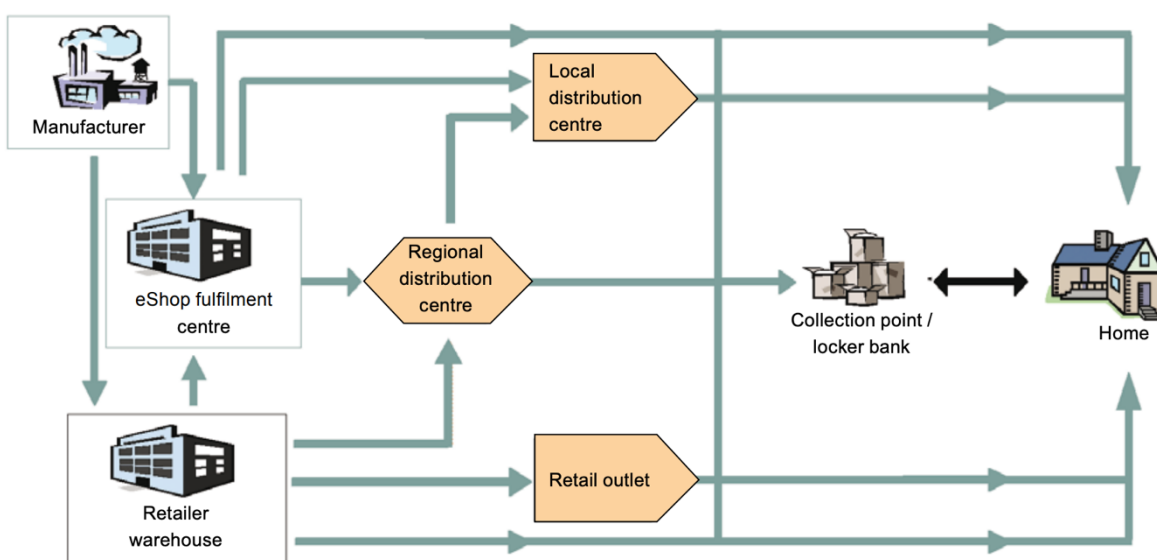 Manufacturer
Local
distribution
centre
eShop fulfilment
centre
Regional
distribution
centre
Collection point /
locker bank
Home
Retailer
warehouse
Retail outlet